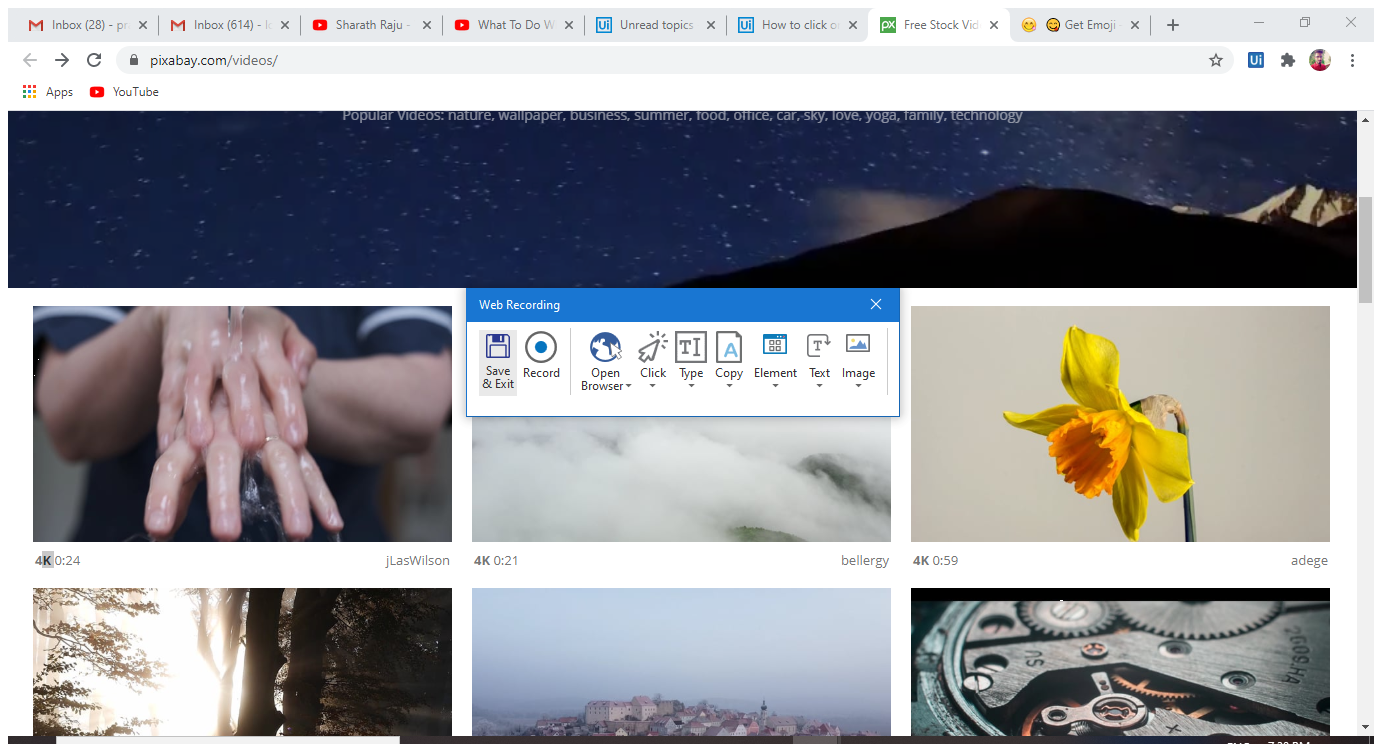 Inbox (28) - pr
Inbox (614) -
Sharath Raju -
What To Do W
Unread topics
How to click o
Free Stock Vid
Get Emoji
pixabay.com/videos/
Ui
Apps
YouTube
Popular Videos: nature, wallpaper, business, summer, food, office, car, sky, love, yoga, family, technology
Web Recording
Save & Exit
Record
Open Browser
Click
Type
Copy
Element
Text
Image
4K 0:24
jLasWilson
4K 0:21
bellergy
4K 0:59
adege